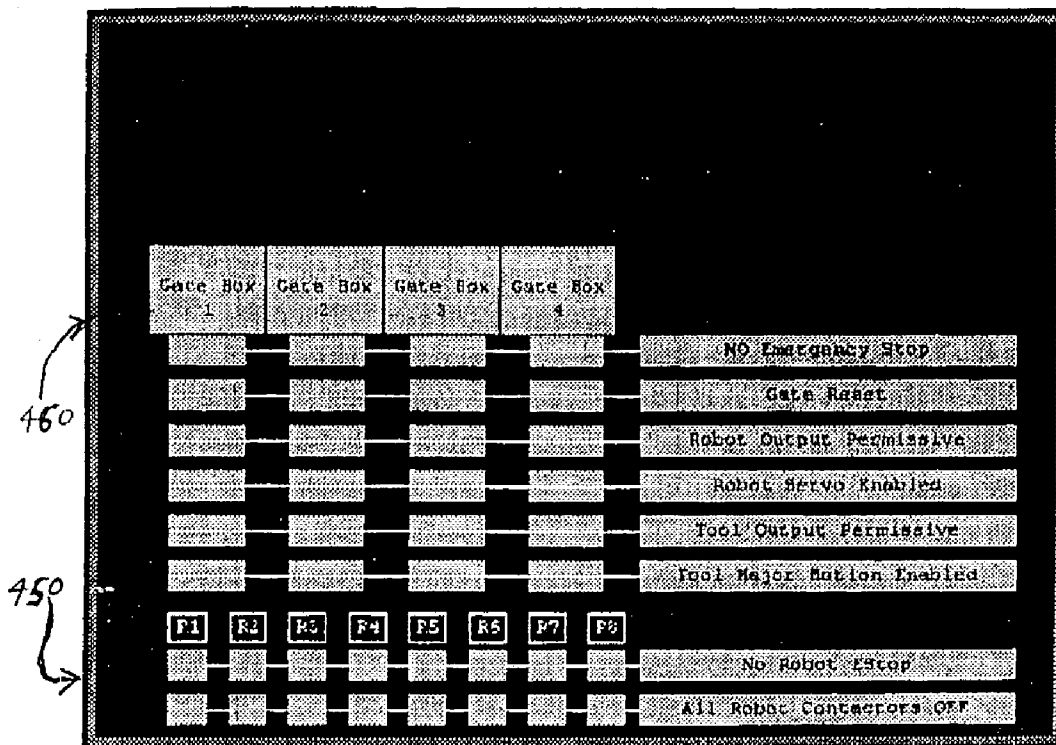 Gate Box 1 Gate Box 2 Gate Box 3 Gate Box 4
NO Emergency Stop
460
Gate Reset
Robot Output Permissive
Robot Servo Enabled
Tool Output Permissive
Tool Major Motion Enabled
450
R1 R2 R3 R4 R5 R6 R7 R8
No Robot EStop
All Robot Contactors OFF